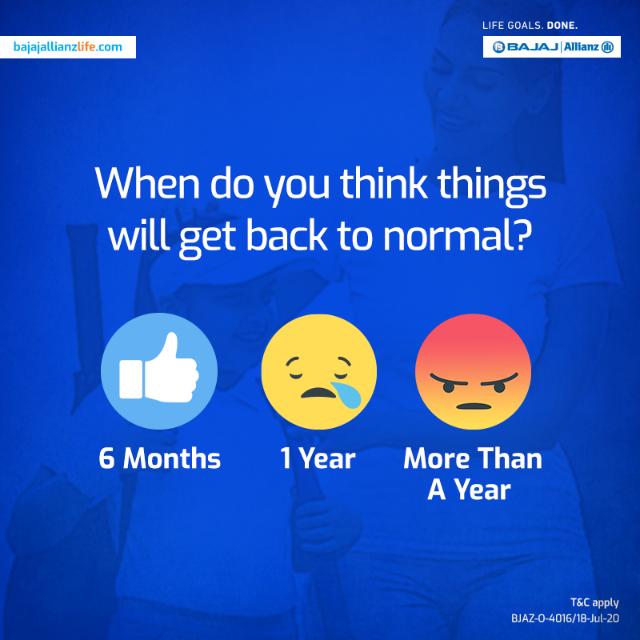 LIFE GOALS. DONE.
bajajallianzlife.com
BAJAJ | Allianz
When do you think things
will get back to normal?
6 Months
1 Year
More Than
A Year
T&C apply
BJAZ-O-4016/18-Jul-20